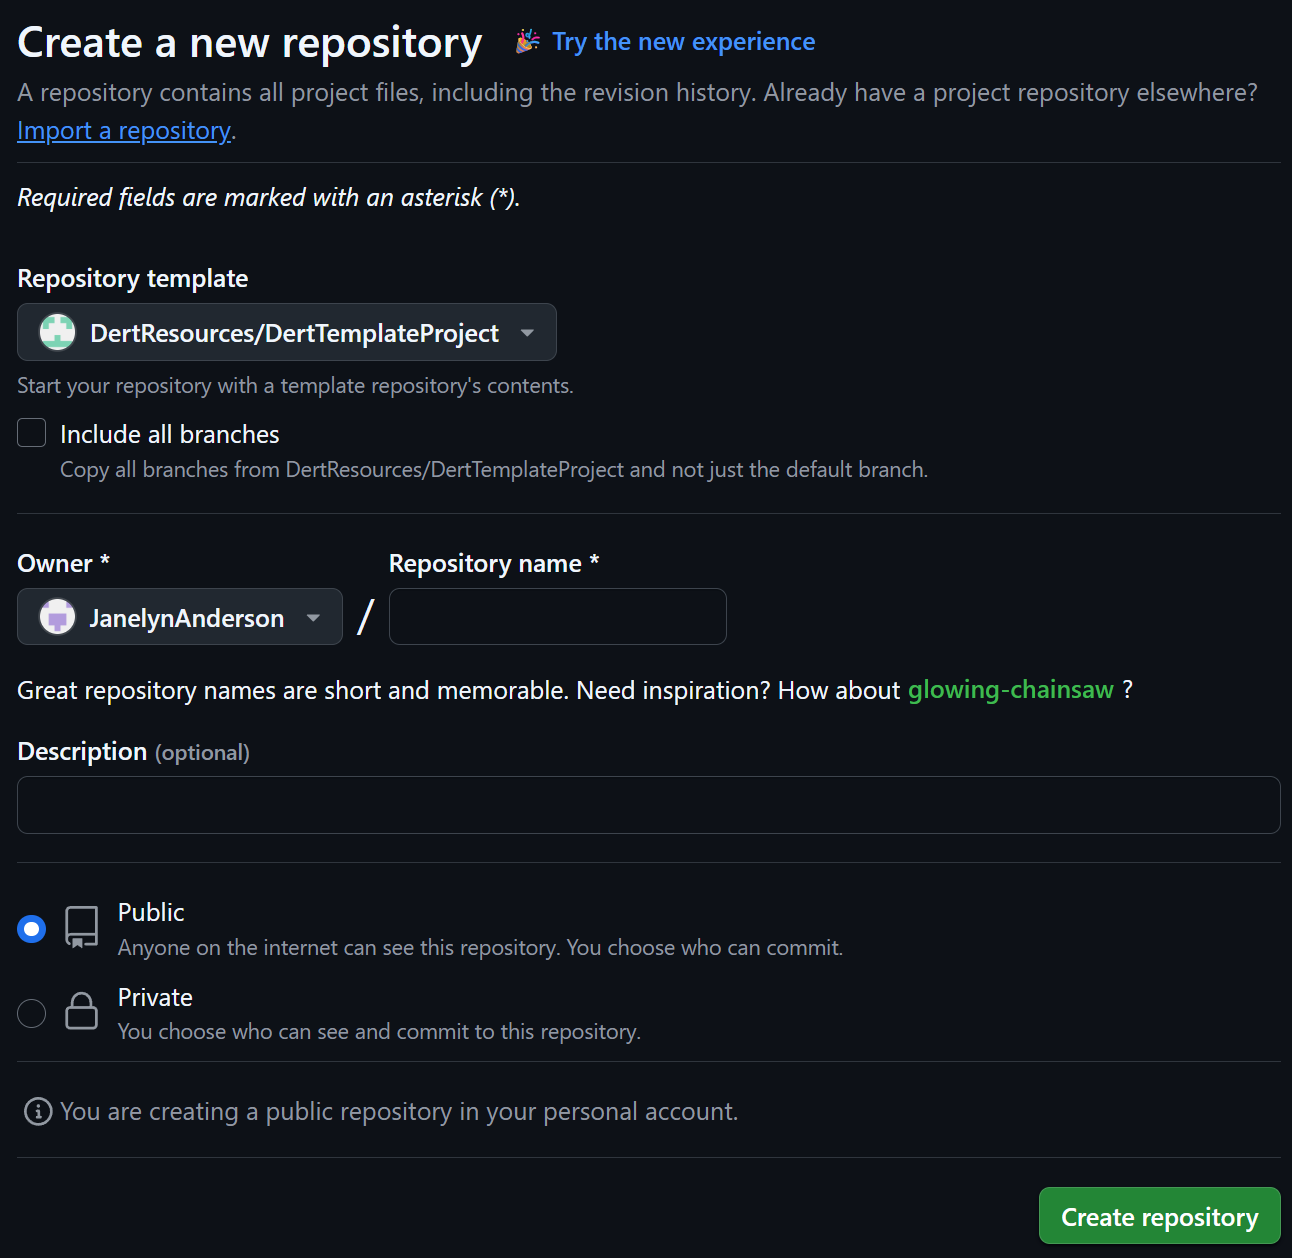 Create a new repository Try the new experience
A repository contains all project files, including the revision history. Already have a project repository elsewhere?
Import a repository.
Required fields are marked with an asterisk (*).
Repository template
DertResources/DertTemplateProject
Start your repository with a template repository's contents.
Include all branches
Copy all branches from DertResources/DertTemplateProject and not just the default branch.
Owner * Repository name *
JanelynAnderson /
Great repository names are short and memorable. Need inspiration? How about glowing-chainsaw ?
Description (optional)
Public
Anyone on the internet can see this repository. You choose who can commit.
Private
You choose who can see and commit to this repository.
You are creating a public repository in your personal account.
Create repository